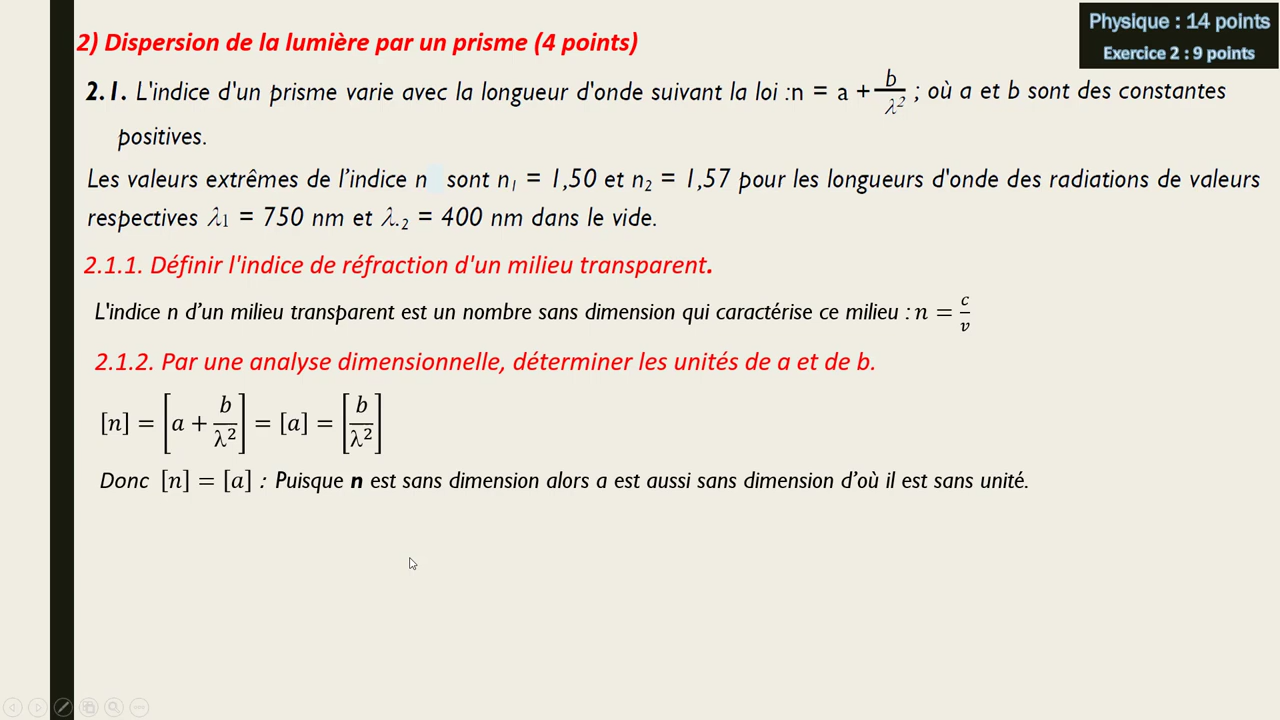 Physique : 14 points
Exercice 2 : 9 points
2) Dispersion de la lumière par un prisme (4 points)
2.1. L'indice d'un prisme varie avec la longueur d'onde suivant la loi :n = a + b/λ² ; où a et b sont des constantes
positives.
Les valeurs extrêmes de l’indice n sont n₁ = 1,50 et n₂ = 1,57 pour les longueurs d'onde des radiations de valeurs
respectives λ₁ = 750 nm et λ.₂ = 400 nm dans le vide.
2.1.1. Définir l'indice de réfraction d'un milieu transparent.
L'indice n d’un milieu transparent est un nombre sans dimension qui caractérise ce milieu : n = c/v
2.1.2. Par une analyse dimensionnelle, déterminer les unités de a et de b.
[n] = [a + b/λ²] = [a] = [b/λ²]
Donc [n] = [a] : Puisque n est sans dimension alors a est aussi sans dimension d’où il est sans unité.